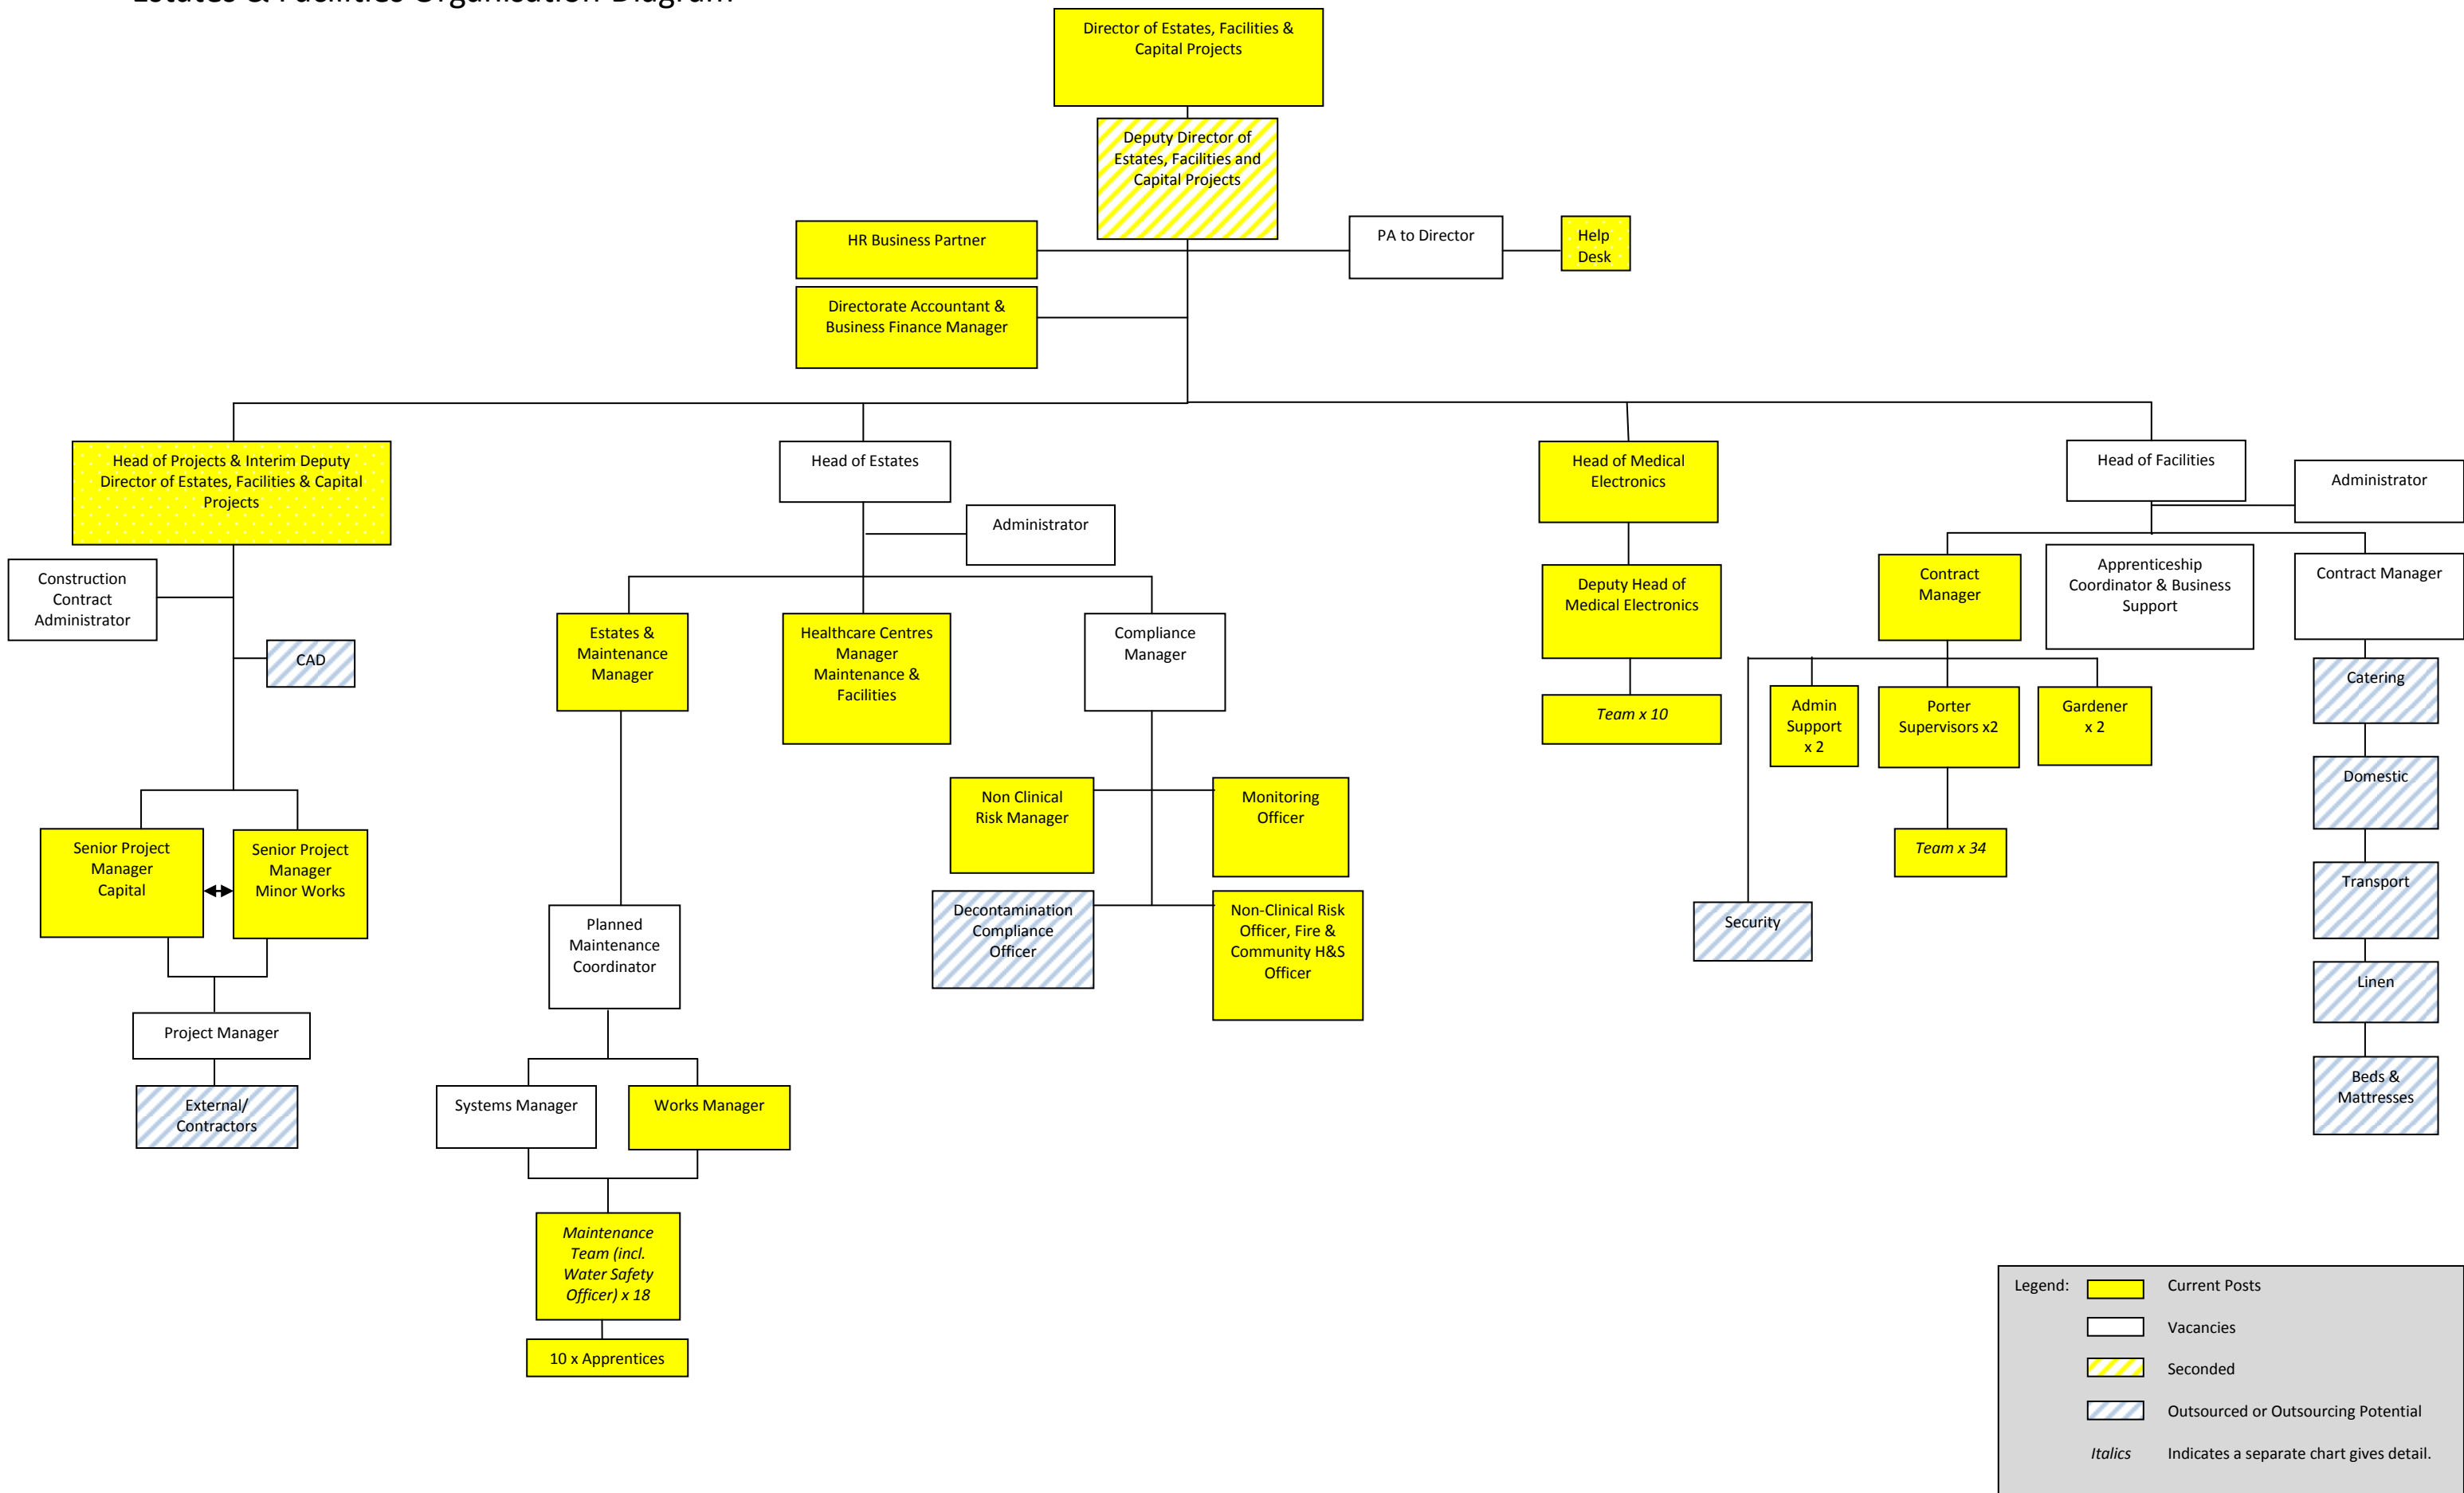 Estates & Facilities Organisation Diagram
Director of Estates, Facilities &
Capital Projects
Deputy Director of
Estates, Facilities and
Capital Projects
HR Business Partner
PA to Director
Help
Desk
Directorate Accountant &
Business Finance Manager
Head of Projects & Interim Deputy
Director of Estates, Facilities & Capital
Projects
Head of Estates
Head of Medical
Electronics
Head of Facilities
Administrator
Administrator
Construction
Contract
Administrator
CAD
Estates &
Maintenance
Manager
Healthcare Centres
Manager
Maintenance &
Facilities
Compliance
Manager
Deputy Head of
Medical Electronics
Team x 10
Contract
Manager
Apprenticeship
Coordinator & Business
Support
Contract Manager
Admin
Support
x 2
Porter
Supervisors x2
Gardener
x 2
Catering
Domestic
Transport
Linen
Beds &
Mattresses
Team x 34
Security
Senior Project
Manager
Capital
Senior Project
Manager
Minor Works
Non Clinical
Risk Manager
Monitoring
Officer
Decontamination
Compliance
Officer
Non-Clinical Risk
Officer, Fire &
Community H&S
Officer
Planned
Maintenance
Coordinator
Project Manager
External/
Contractors
Systems Manager
Works Manager
Maintenance
Team (incl.
Water Safety
Officer) x 18
10 x Apprentices
Legend:
Current Posts
Vacancies
Seconded
Outsourced or Outsourcing Potential
Italics Indicates a separate chart gives detail.